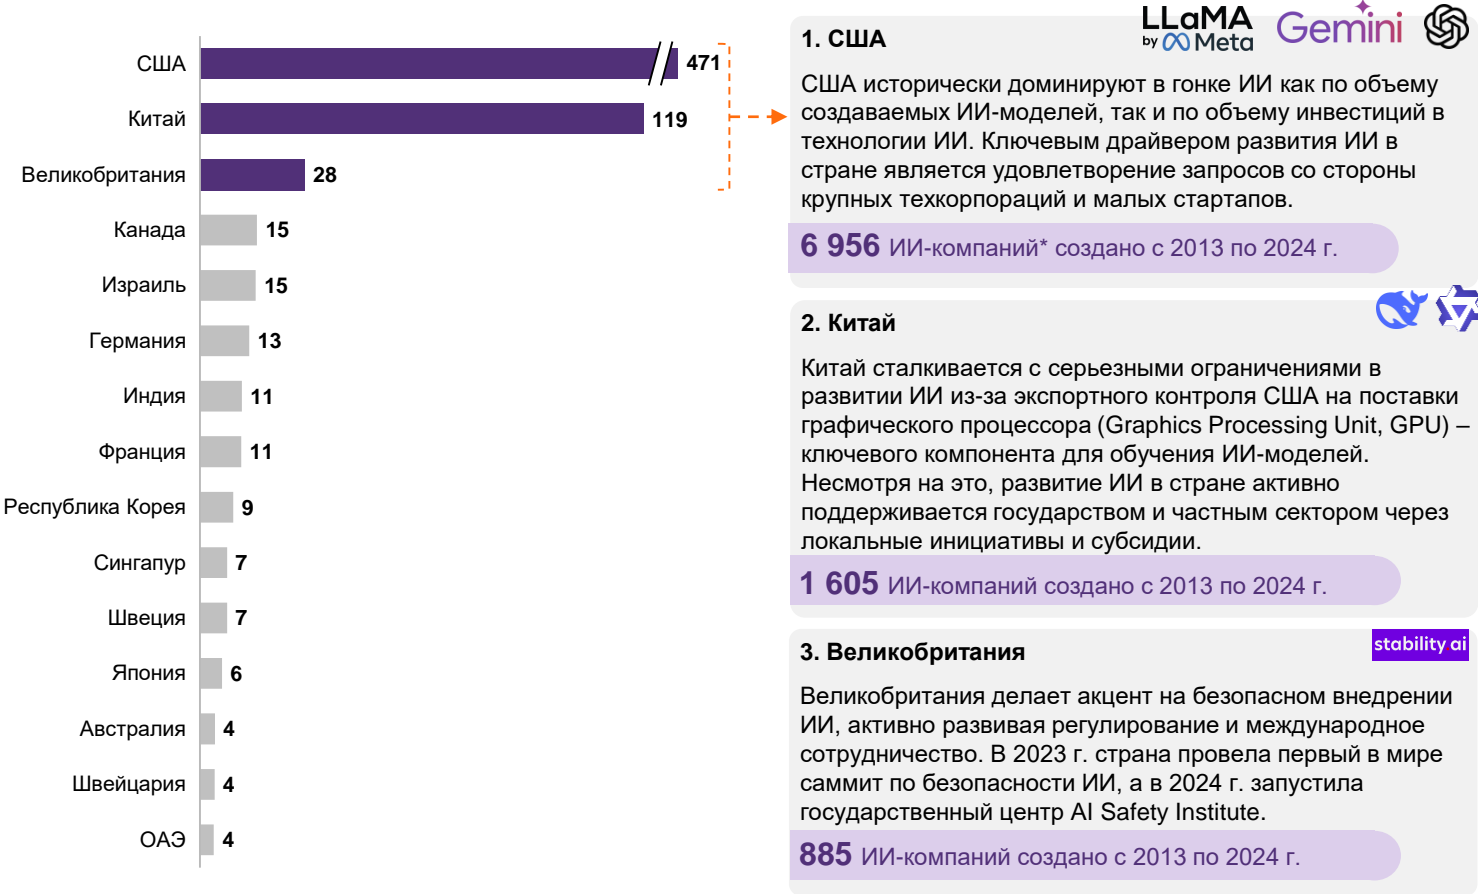 США 471
Китай 119
Великобритания 28
Канада 15
Израиль 15
Германия 13
Индия 11
Франция 11
Республика Корея 9
Сингапур 7
Швеция 7
Япония 6
Австралия 4
Швейцария 4
ОАЭ 4
1. США
LLaMA
by Meta
Gemini
США исторически доминируют в гонке ИИ как по объему
создаваемых ИИ-моделей, так и по объему инвестиций в
технологии ИИ. Ключевым драйвером развития ИИ в
стране является удовлетворение запросов со стороны
крупных техкорпораций и малых стартапов.
6 956 ИИ-компаний* создано с 2013 по 2024 г.
2. Китай
Китай сталкивается с серьезными ограничениями в
развитии ИИ из-за экспортного контроля США на поставки
графического процессора (Graphics Processing Unit, GPU) –
ключевого компонента для обучения ИИ-моделей.
Несмотря на это, развитие ИИ в стране активно
поддерживается государством и частным сектором через
локальные инициативы и субсидии.
1 605 ИИ-компаний создано с 2013 по 2024 г.
3. Великобритания
stability.ai
Великобритания делает акцент на безопасном внедрении
ИИ, активно развивая регулирование и международное
сотрудничество. В 2023 г. страна провела первый в мире
саммит по безопасности ИИ, а в 2024 г. запустила
государственный центр AI Safety Institute.
885 ИИ-компаний создано с 2013 по 2024 г.